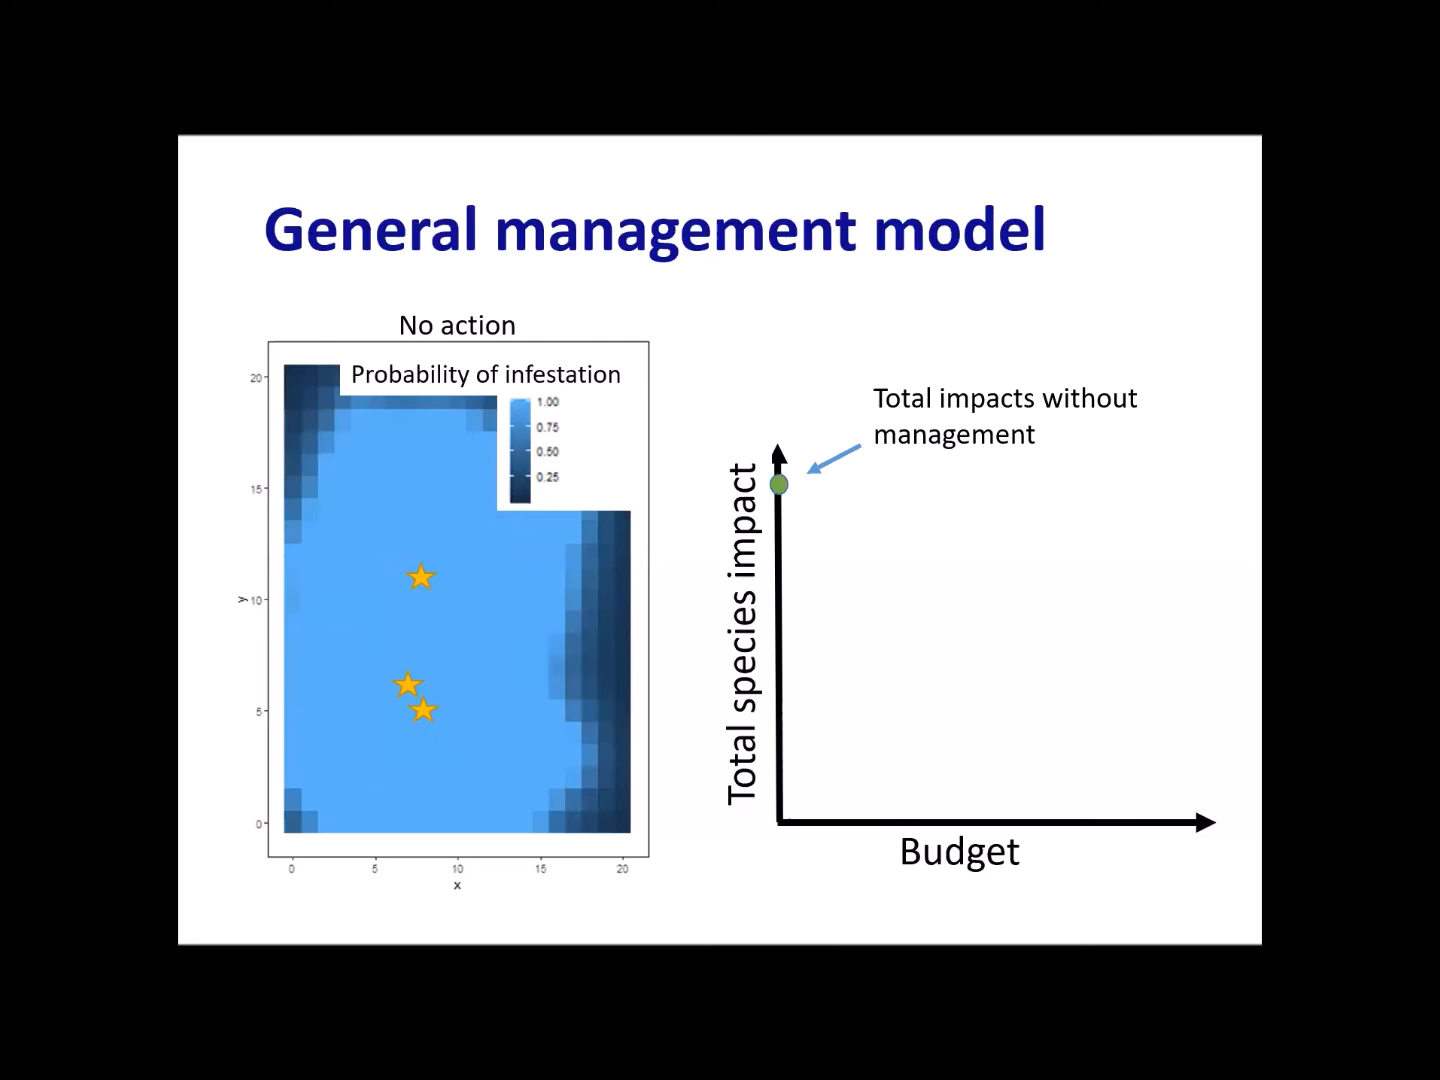 General management model
No action
Probability of infestation
1.00
0.75
0.50
0.25
20
15
10
5
0
y
0 5 10 15 20
x
Total impacts without
management
Total species impact
Budget